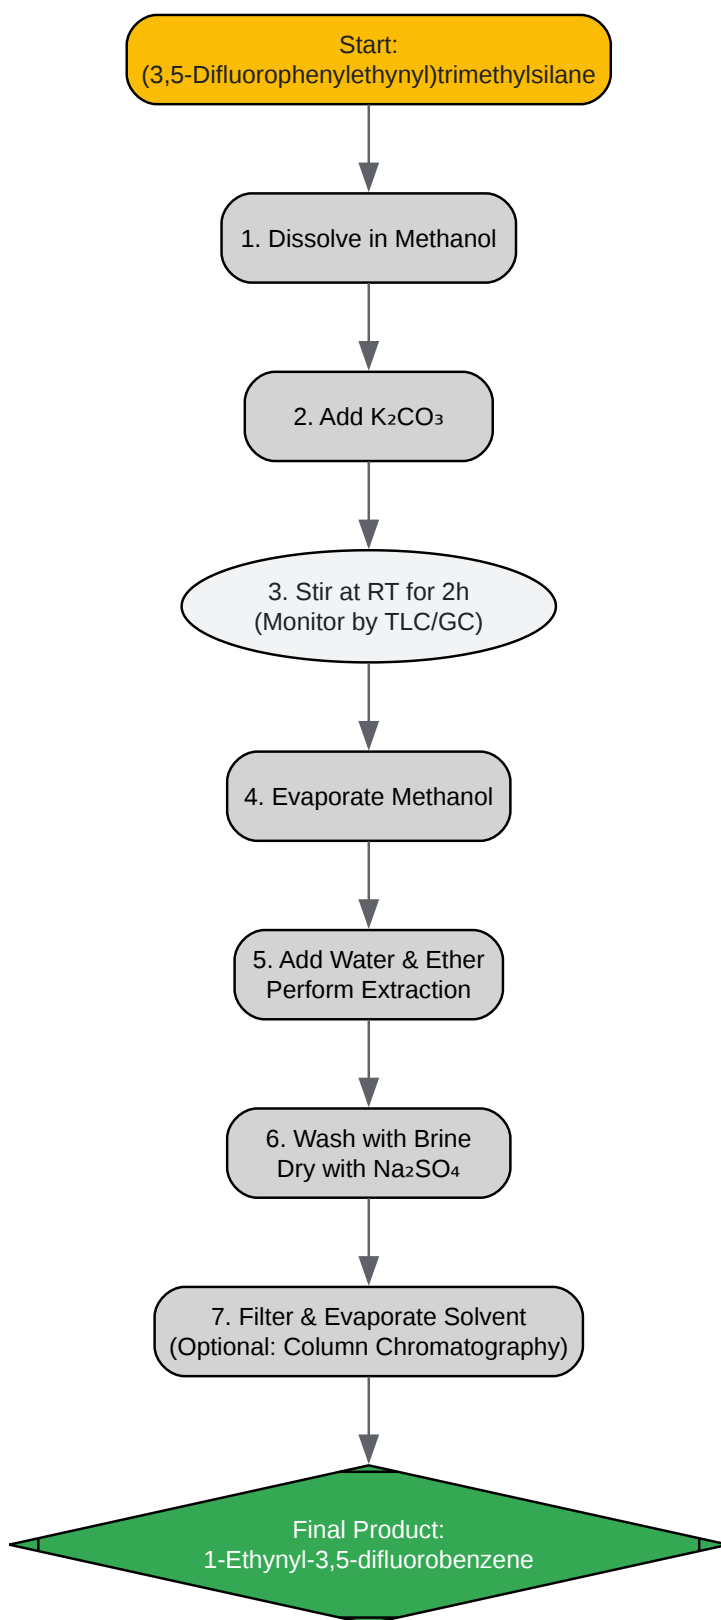 Start:
(3,5-Difluorophenylethynyl)trimethylsilane
1. Dissolve in Methanol
2. Add K₂CO₃
3. Stir at RT for 2h
(Monitor by TLC/GC)
4. Evaporate Methanol
5. Add Water & Ether
Perform Extraction
6. Wash with Brine
Dry with Na₂SO₄
7. Filter & Evaporate Solvent
(Optional: Column Chromatography)
Final Product:
1-Ethynyl-3,5-difluorobenzene